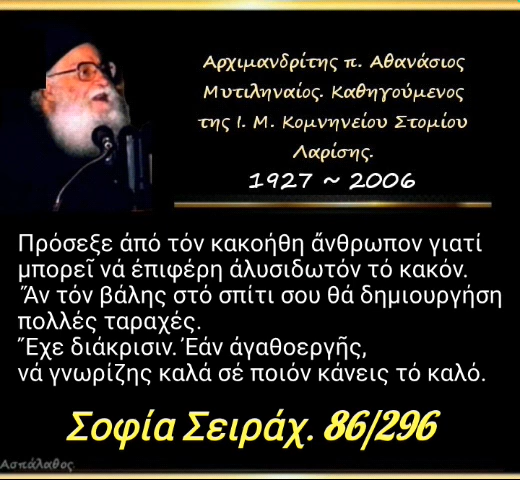 Αρχιμανδρίτης π. Αθανάσιος
Μυτιληναίος. Καθηγούμενος
της Ι. Μ. Κομνηνείου Στομίου
Λαρίσης.
1927 ~ 2006
Πρόσεξε ἀπό τόν κακοήθη ἄνθρωπον γιατί
μπορεῖ νά ἐπιφέρη ἁλυσιδωτόν τό κακόν.
Ἄν τόν βάλης στό σπίτι σου θά δημιουργήση
πολλές ταραχές.
Ἔχε διάκρισιν. Ἐάν ἀγαθοεργῆς,
νά γνωρίζης καλά σέ ποιόν κάνεις τό καλό.
Σοφία Σειράχ. 86/296
Ασπάλαθος